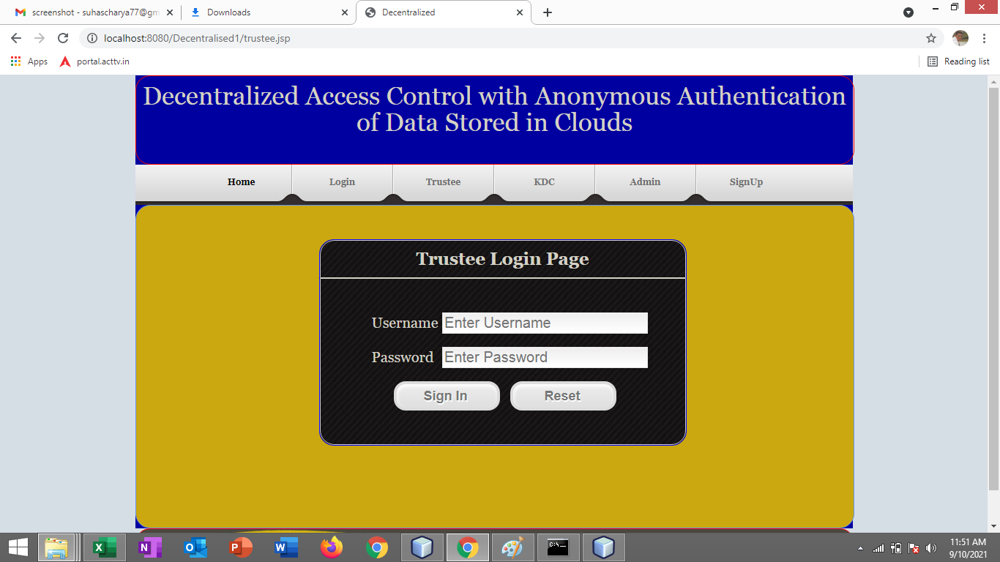 screenshot - suhascharya77@gm
Downloads
Decentralized
localhost:8080/Decentralised1/trustee.jsp
Apps
portal.acttv.in
Reading list
Decentralized Access Control with Anonymous Authentication
of Data Stored in Clouds
Home Login Trustee KDC Admin SignUp
Trustee Login Page
Username Enter Username
Password Enter Password
Sign In Reset
11:51 AM
9/10/2021